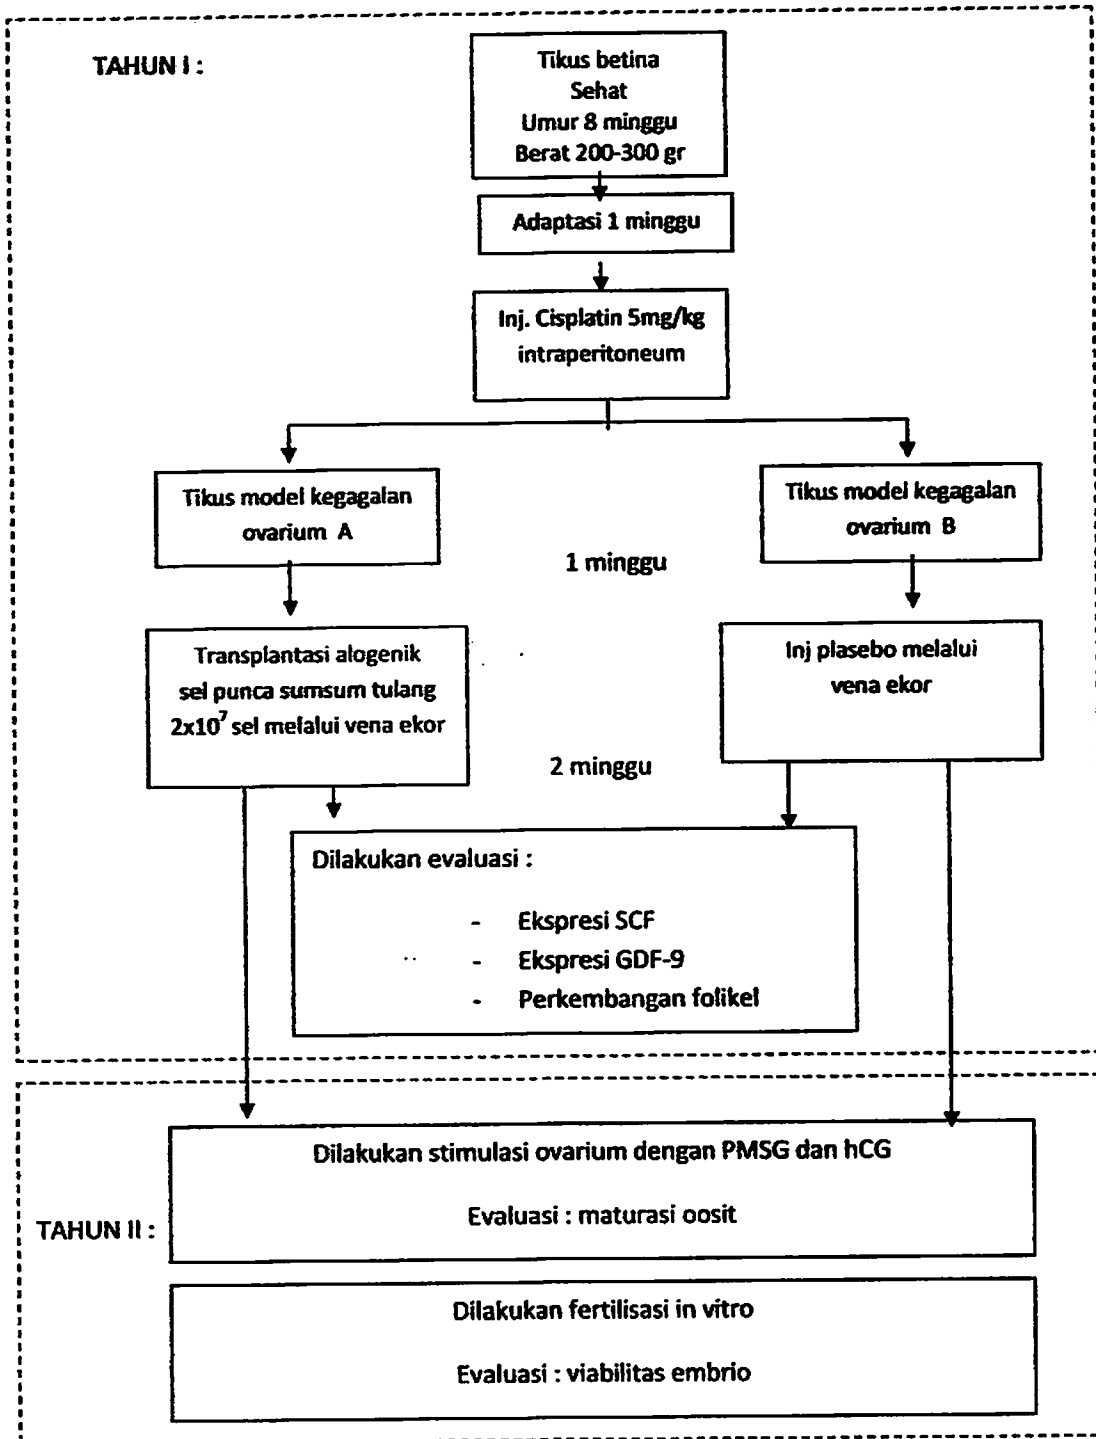 TAHUN I :
Tikus betina
Sehat
Umur 8 minggu
Berat 200-300 gr
Adaptasi 1 minggu
Inj. Cisplatin 5mg/kg
intraperitoneum
Tikus model kegagalan
ovarium A
Tikus model kegagalan
ovarium B
1 minggu
Transplantasi alogenik
sel punca sumsum tulang
2x10⁷ sel melalui vena ekor
Inj plasebo melalui
vena ekor
2 minggu
Dilakukan evaluasi :
- Ekspresi SCF
- Ekspresi GDF-9
- Perkembangan folikel
Dilakukan stimulasi ovarium dengan PMSG dan hCG
Evaluasi : maturasi oosit
TAHUN II :
Dilakukan fertilisasi in vitro
Evaluasi : viabilitas embrio